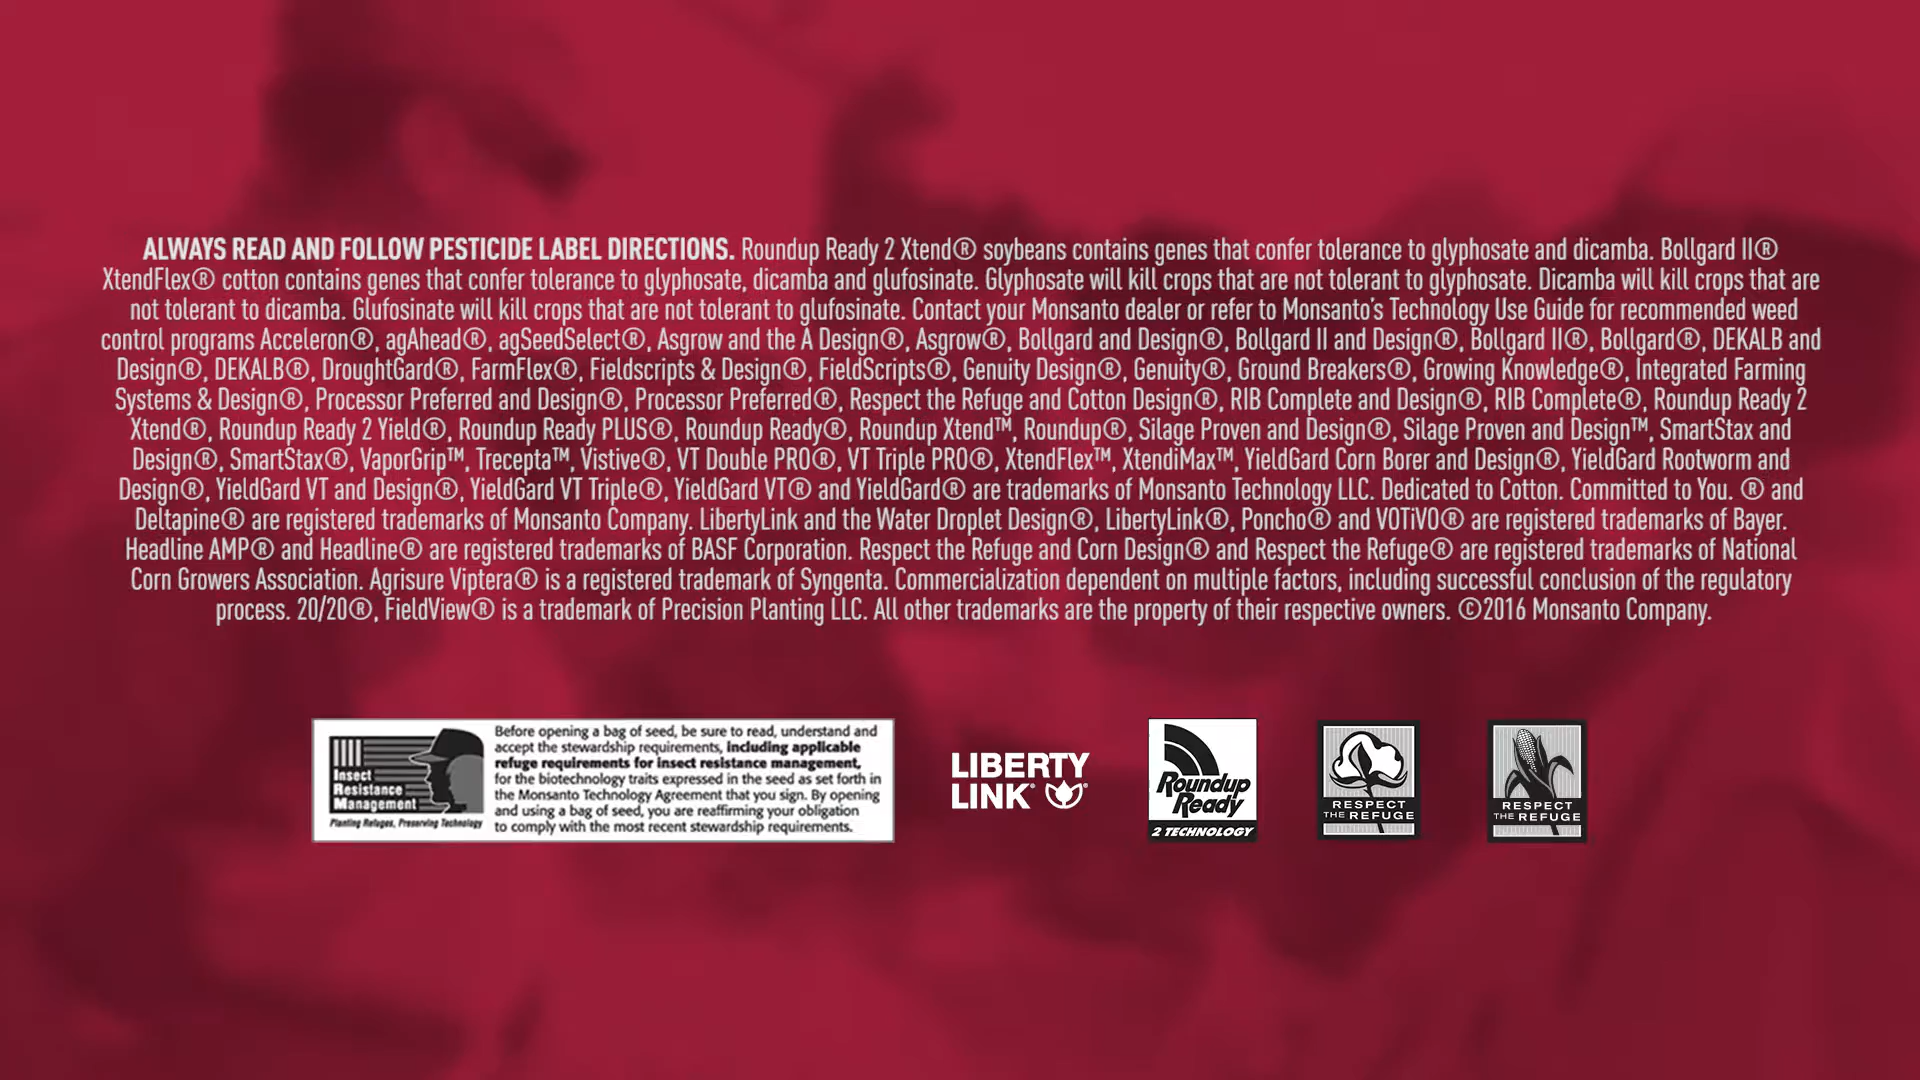 ALWAYS READ AND FOLLOW PESTICIDE LABEL DIRECTIONS. Roundup Ready 2 Xtend® soybeans contains genes that confer tolerance to glyphosate and dicamba. Bollgard II®
XtendFlex® cotton contains genes that confer tolerance to glyphosate, dicamba and glufosinate. Glyphosate will kill crops that are not tolerant to glyphosate. Dicamba will kill crops that are
not tolerant to dicamba. Glufosinate will kill crops that are not tolerant to glufosinate. Contact your Monsanto dealer or refer to Monsanto’s Technology Use Guide for recommended weed
control programs Acceleron®, agAhead®, agSeedSelect®, Asgrow and the A Design®, Asgrow®, Bollgard and Design®, Bollgard II and Design®, Bollgard II®, Bollgard®, DEKALB and
Design®, DEKALB®, DroughtGard®, FarmFlex®, Fieldscripts & Design®, FieldScripts®, Genuity Design®, Genuity®, Ground Breakers®, Growing Knowledge®, Integrated Farming
Systems & Design®, Processor Preferred and Design®, Processor Preferred®, Respect the Refuge and Cotton Design®, RIB Complete and Design®, RIB Complete®, Roundup Ready 2
Xtend®, Roundup Ready 2 Yield®, Roundup Ready PLUS®, Roundup Ready®, Roundup Xtend™, Roundup®, Silage Proven and Design®, Silage Proven and Design™, SmartStax and
Design®, SmartStax®, VaporGrip™, Trecepta™, Vistive®, VT Double PRO®, VT Triple PRO®, XtendFlex™, XtendiMax™, YieldGard Corn Borer and Design®, YieldGard Rootworm and
Design®, YieldGard VT and Design®, YieldGard VT Triple®, YieldGard VT® and YieldGard® are trademarks of Monsanto Technology LLC. Dedicated to Cotton. Committed to You. ® and
Deltapine® are registered trademarks of Monsanto Company. LibertyLink and the Water Droplet Design®, LibertyLink®, Poncho® and VOTiVO® are registered trademarks of Bayer.
Headline AMP® and Headline® are registered trademarks of BASF Corporation. Respect the Refuge and Corn Design® and Respect the Refuge® are registered trademarks of National
Corn Growers Association. Agrisure Viptera® is a registered trademark of Syngenta. Commercialization dependent on multiple factors, including successful conclusion of the regulatory
process. 20/20®, FieldView® is a trademark of Precision Planting LLC. All other trademarks are the property of their respective owners. ©2016 Monsanto Company.
Insect
Resistance
Management
Planting Refuges, Preserving Technology
Before opening a bag of seed, be sure to read, understand and
accept the stewardship requirements, including applicable
refuge requirements for insect resistance management,
for the biotechnology traits expressed in the seed as set forth in
the Monsanto Technology Agreement that you sign. By opening
and using a bag of seed, you are reaffirming your obligation
to comply with the most recent stewardship requirements.
LIBERTY
LINK®
Roundup
Ready
2 TECHNOLOGY
RESPECT
THE REFUGE
RESPECT
THE REFUGE